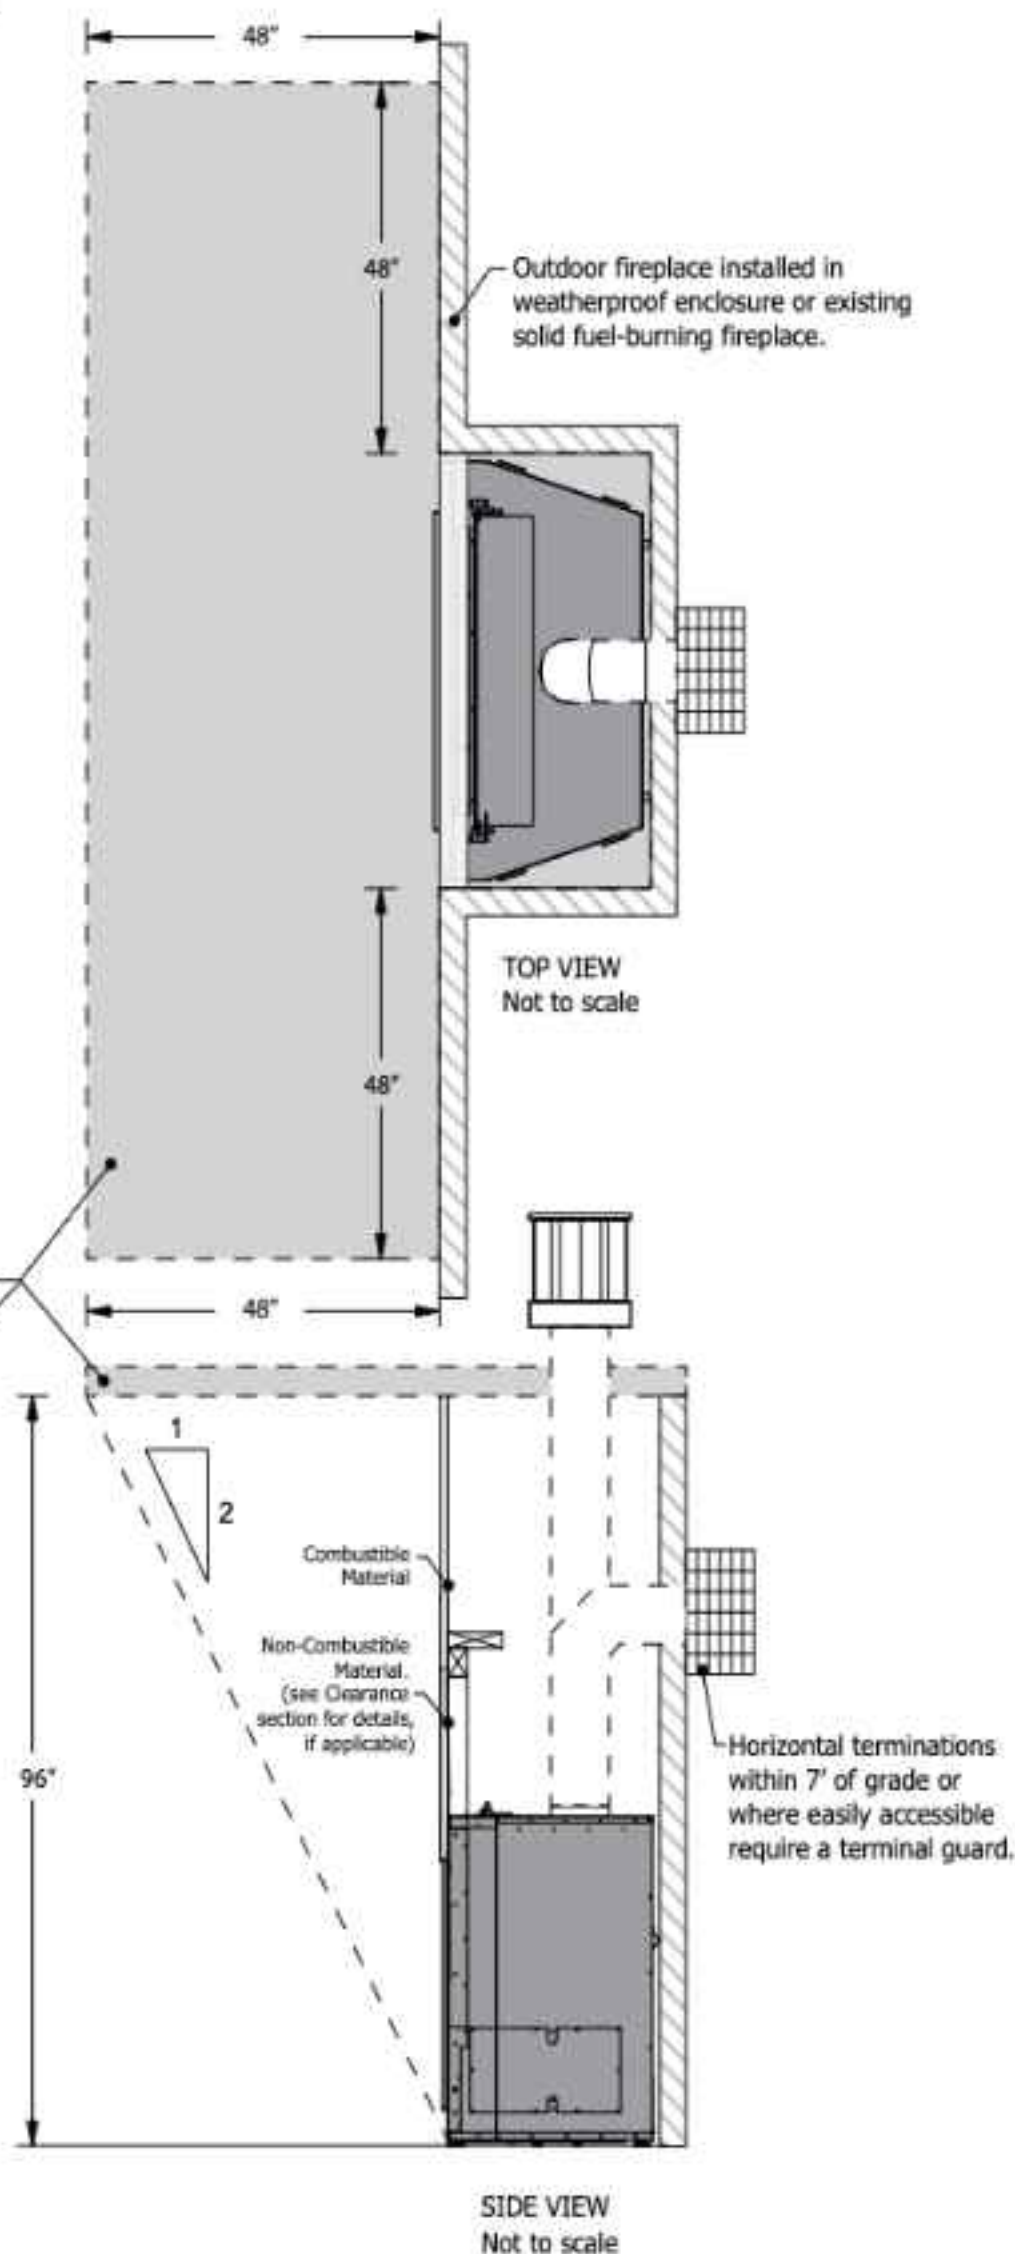 48"
48"
Outdoor fireplace installed in
weatherproof enclosure or existing
solid fuel-burning fireplace.
TOP VIEW
Not to scale
48"
48"
1
2
Combustible
Material
Non-Combustible
Material.
(see Clearance
section for details,
if applicable)
96"
Horizontal terminations
within 7' of grade or
where easily accessible
require a terminal guard.
SIDE VIEW
Not to scale